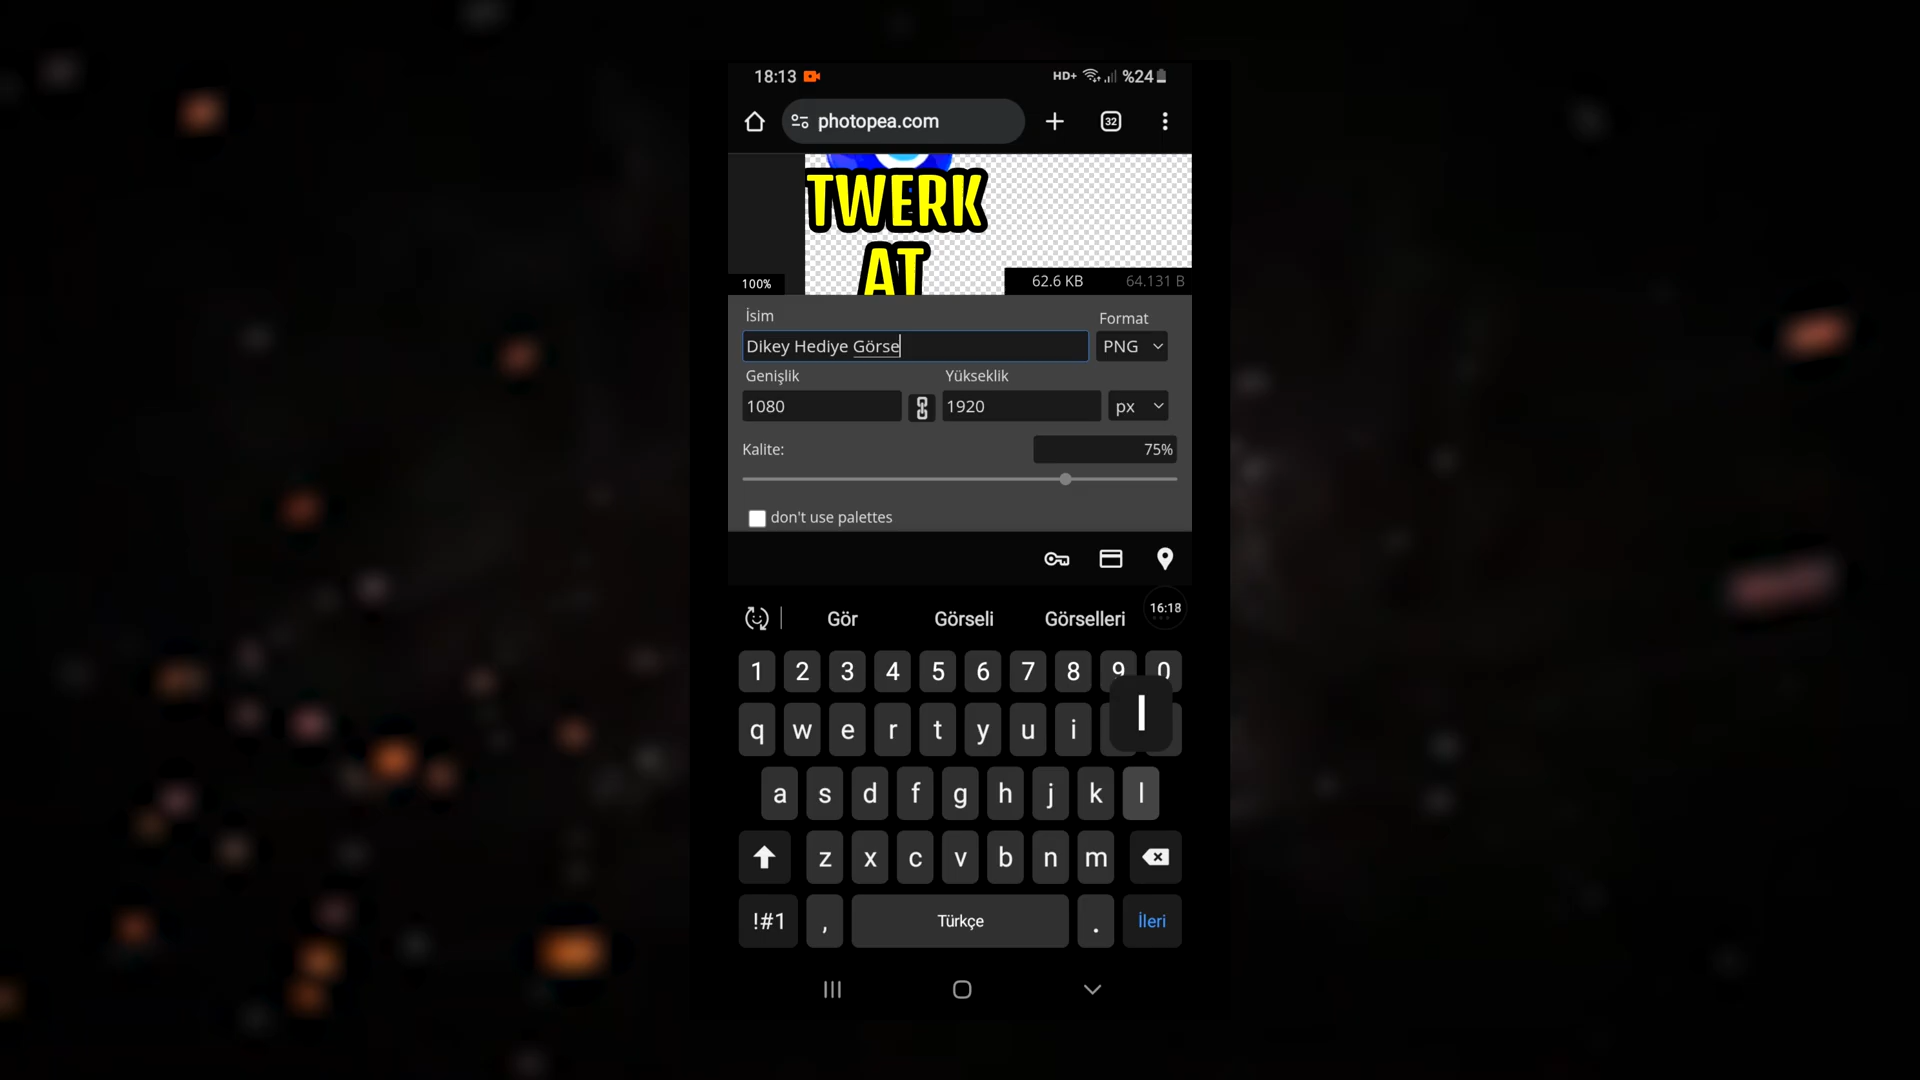 18:13 HD+ %24
photopea.com 32
TWERK
AT
100% 62.6 KB 64.131 B
İsim Format
Dikey Hediye Görse PNG
Genişlik Yükseklik
1080 1920 px
Kalite: 75%
don't use palettes
Gör Görseli Görselleri 16:18
1 2 3 4 5 6 7 8 9 0
q w e r t y u i l
a s d f g h j k l
z x c v b n m
!#1 , Türkçe . İleri